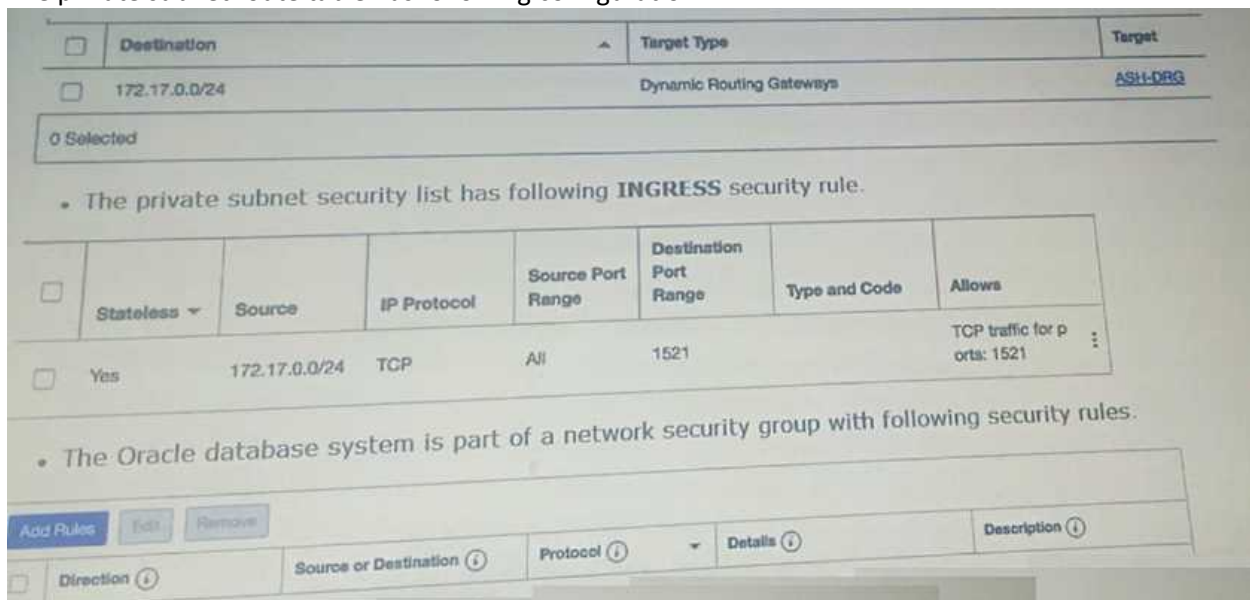 Destination Target Type Target
172.17.0.0/24 Dynamic Routing Gateways ASH-DRG
0 Selected
• The private subnet security list has following INGRESS security rule.
Stateless Source IP Protocol Source Port Range Destination Port Range Type and Code Allows
Yes 172.17.0.0/24 TCP All 1521 TCP traffic for p
orts: 1521
• The Oracle database system is part of a network security group with following security rules.
Add Rules Edit Remove
Direction Source or Destination Protocol Details Description